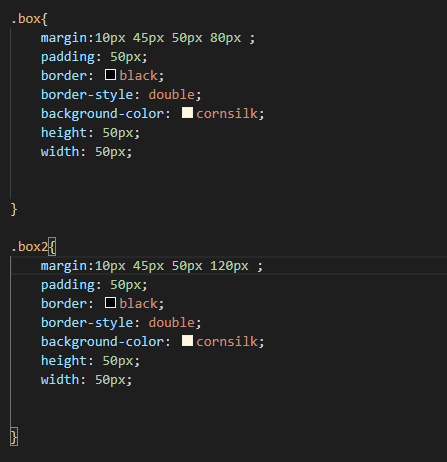 .box{
margin:10px 45px 50px 80px ;
padding: 50px;
border: black;
border-style: double;
background-color: cornsilk;
height: 50px;
width: 50px;
}
.box2{
margin:10px 45px 50px 120px ;
padding: 50px;
border: black;
border-style: double;
background-color: cornsilk;
height: 50px;
width: 50px;
}